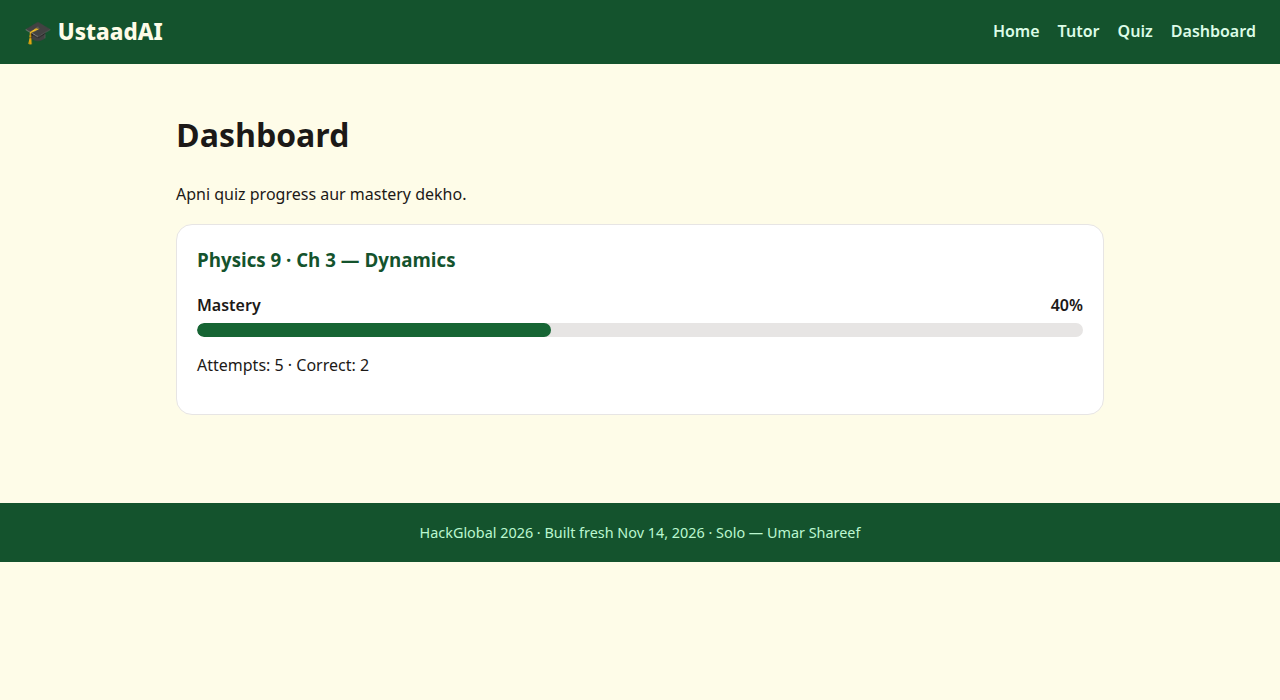 🎓 UstaadAI
Home Tutor Quiz Dashboard
Dashboard
Apni quiz progress aur mastery dekho.
Physics 9 · Ch 3 — Dynamics
Mastery 40%
Attempts: 5 · Correct: 2
HackGlobal 2026 · Built fresh Nov 14, 2026 · Solo — Umar Shareef